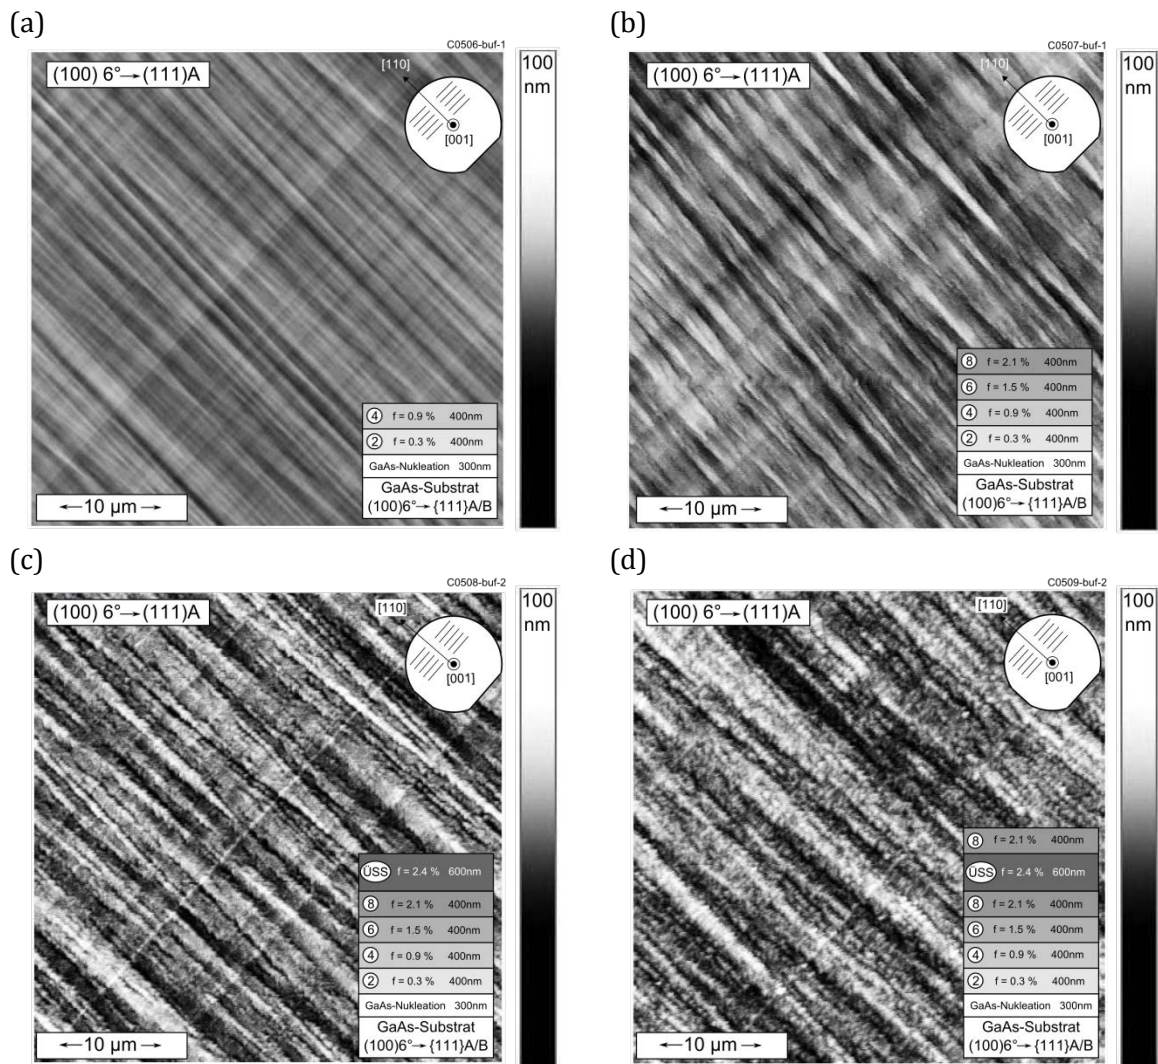 (a)
C0506-buf-1
(100) 6°→(111)A
[110]
[001]
100
nm
④ f = 0.9 % 400nm
② f = 0.3 % 400nm
GaAs-Nukleation 300nm
GaAs-Substrat
(100)6°→{111}A/B
←10 µm→
(b)
C0507-buf-1
(100) 6°→(111)A
[110]
[001]
100
nm
⑧ f = 2.1 % 400nm
⑥ f = 1.5 % 400nm
④ f = 0.9 % 400nm
② f = 0.3 % 400nm
GaAs-Nukleation 300nm
GaAs-Substrat
(100)6°→{111}A/B
←10 µm→
(c)
C0508-buf-2
(100) 6°→(111)A
[110]
[001]
100
nm
ÜSS f = 2.4 % 600nm
⑧ f = 2.1 % 400nm
⑥ f = 1.5 % 400nm
④ f = 0.9 % 400nm
② f = 0.3 % 400nm
GaAs-Nukleation 300nm
GaAs-Substrat
(100)6°→{111}A/B
←10 µm→
(d)
C0509-buf-2
(100) 6°→(111)A
[110]
[001]
100
nm
⑧ f = 2.1 % 400nm
ÜSS f = 2.4 % 600nm
⑧ f = 2.1 % 400nm
⑥ f = 1.5 % 400nm
④ f = 0.9 % 400nm
② f = 0.3 % 400nm
GaAs-Nukleation 300nm
GaAs-Substrat
(100)6°→{111}A/B
←10 µm→